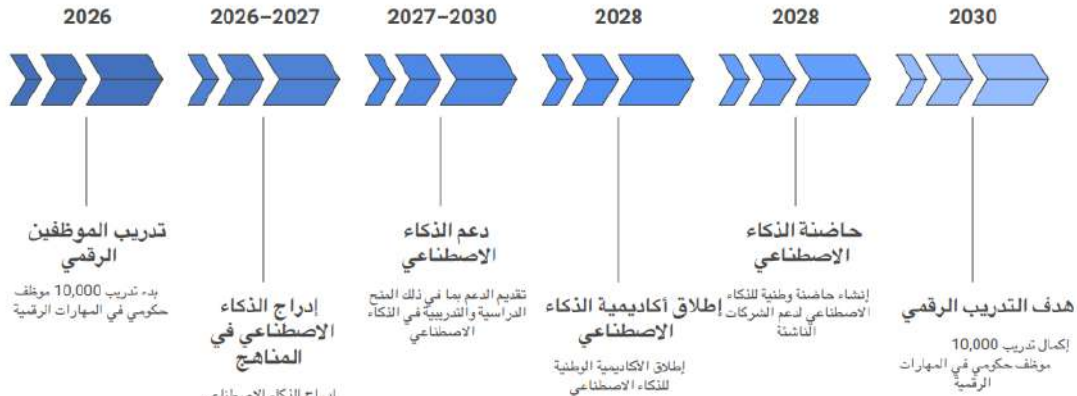 2026
2026–2027
2027–2030
2028
2028
2030
تدريب الموظفين
الرقمي
بدء تدريب 10,000 موظف
حكومي في المهارات الرقمية
إدراج الذكاء
الاصطناعي في
المناهج
إدراج الذكاء الاصطناعي
دعم الذكاء
الاصطناعي
تقديم الدعم بما في ذلك المنح
الدراسية والتدريبية في الذكاء
الاصطناعي
إطلاق أكاديمية الذكاء
الاصطناعي
إطلاق الأكاديمية الوطنية
للذكاء الاصطناعي
حاضنة الذكاء
الاصطناعي
إنشاء حاضنة وطنية للذكاء
الاصطناعي لدعم الشركات
الناشئة
هدف التدريب الرقمي
إكمال تدريب 10,000
موظف حكومي في المهارات
الرقمية